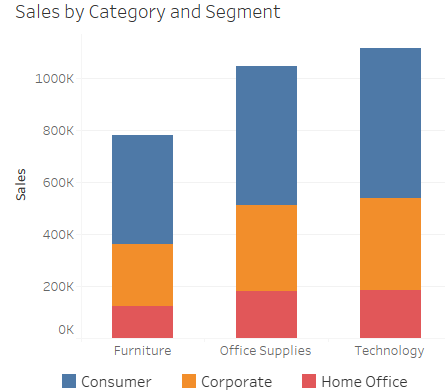 Sales by Category and Segment
Sales
1000K
800K
600K
400K
200K
0K
Furniture Office Supplies Technology
Consumer Corporate Home Office